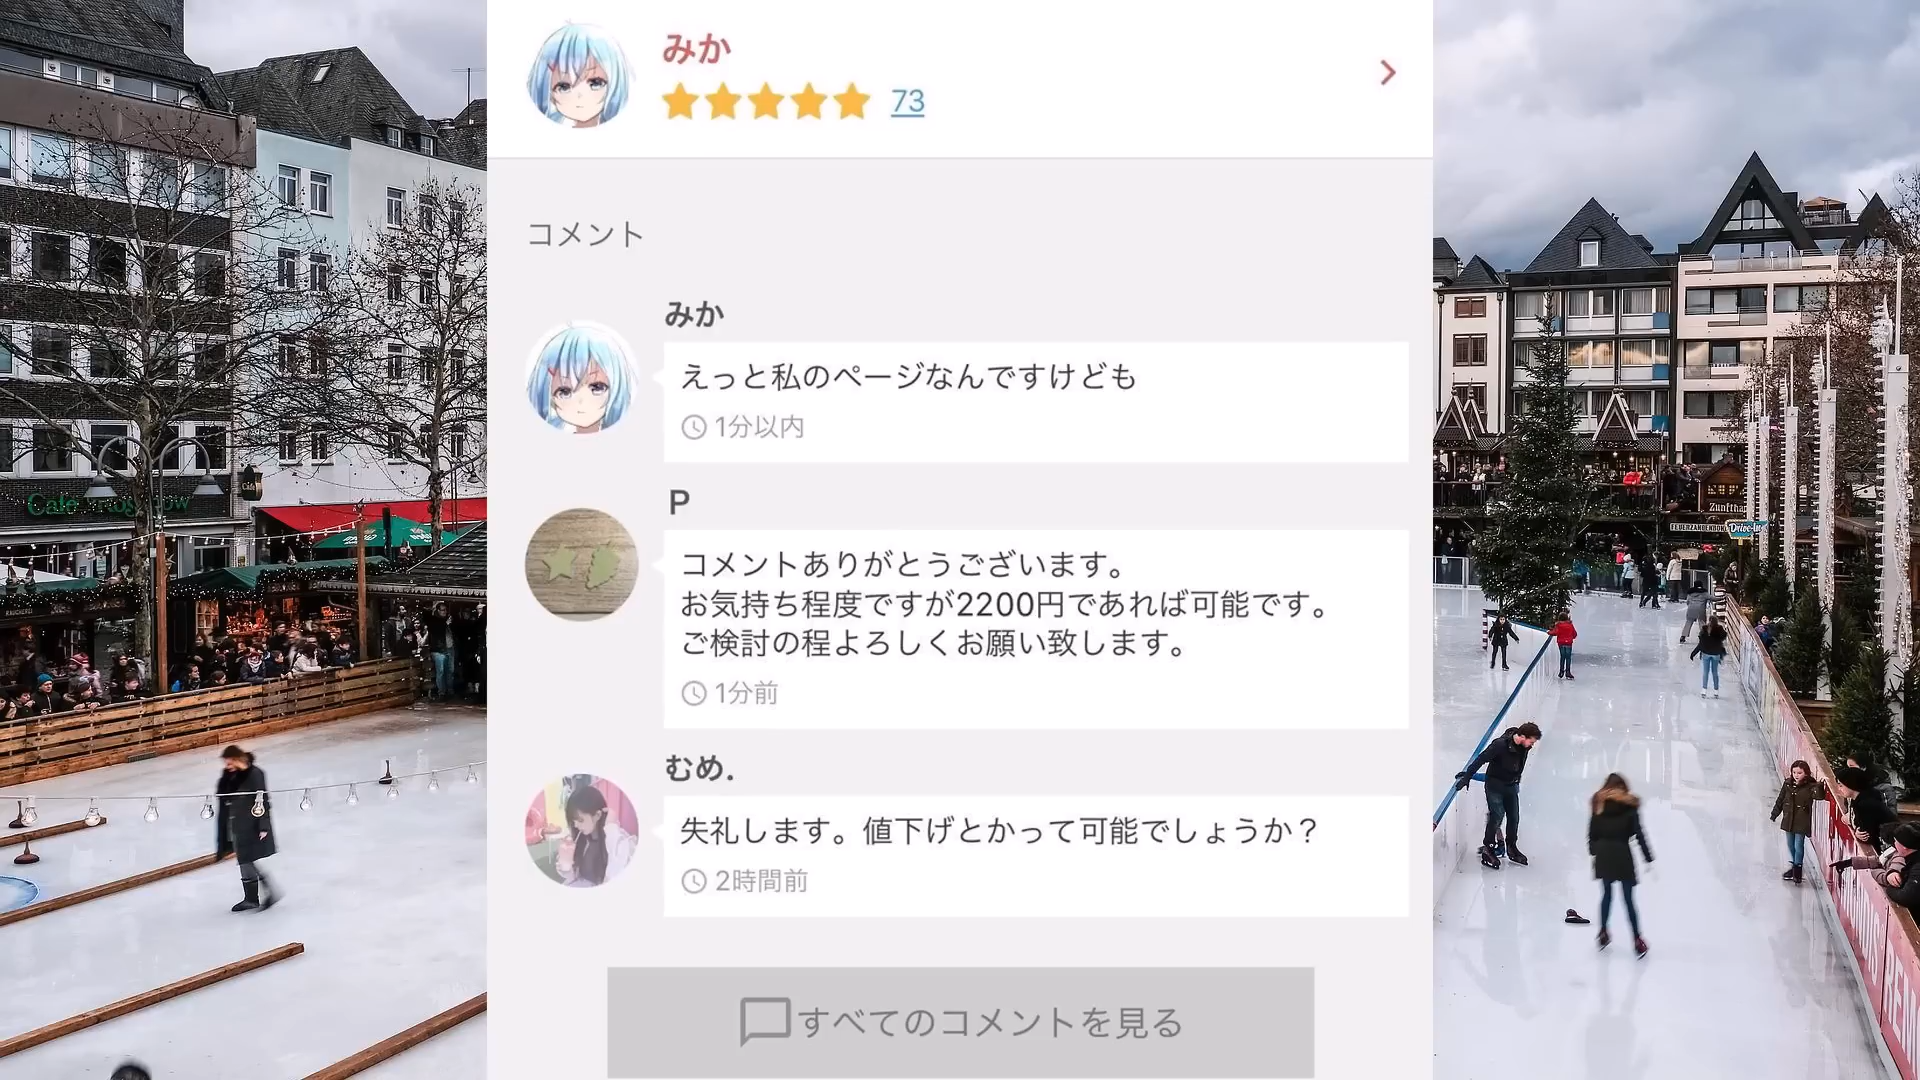 みか
73
コメント
みか
えっと私のページなんですけども
1分以内
P
コメントありがとうございます。
お気持ち程度ですが2200円であれば可能です。
ご検討の程よろしくお願い致します。
1分前
むめ.
失礼します。値下げとかって可能でしょうか？
2時間前
すべてのコメントを見る
Cafe
Zunftha
Drive-In